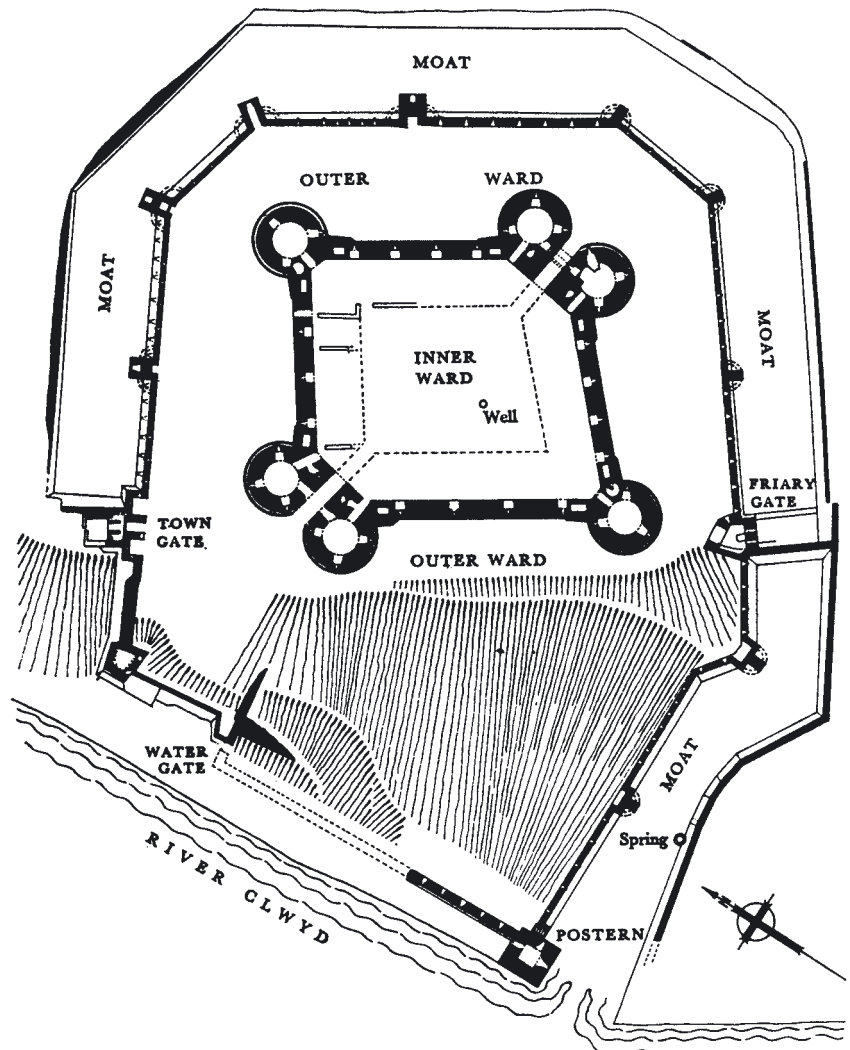 MOAT
OUTER WARD
MOAT
MOAT
INNER
WARD
Well
FRIARY
GATE
TOWN
GATE.
OUTER WARD
WATER
GATE
MOAT
Spring
RIVER CLWYD
POSTERN
N